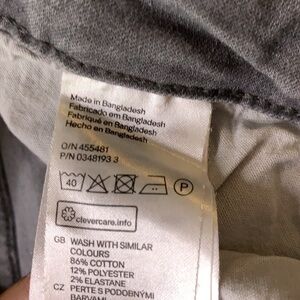 Made in Bangladesh
Fabricado em Bangladesh
Fabriqué en Bangladesh
Hecho en Bangladesh
O/N 455481
P/N 0348193 3
40 P
clevercare.info
GB WASH WITH SIMILAR
COLOURS
86% COTTON
12% POLYESTER
2% ELASTANE
CZ PERTE S PODOBNÝMI
BARVAMI